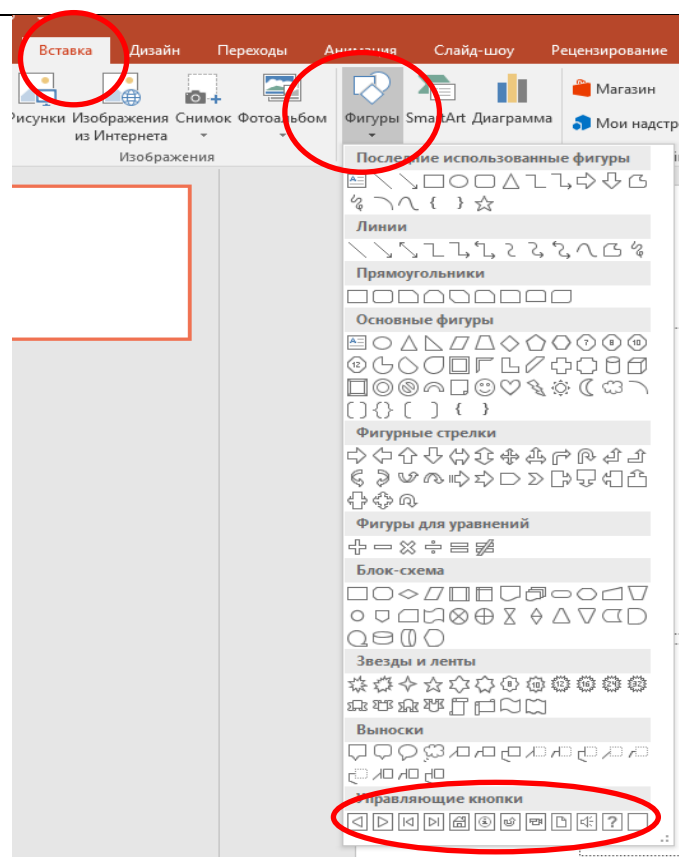 Вставка Дизайн Переходы Анимация Слайд-шоу Рецензирование
Рисунки Изображения из Интернета Снимок Фотоальбом Фигуры SmartArt Диаграмма Магазин
Мои надстр
Изображения
Последние использованные фигуры
Линии
Прямоугольники
Основные фигуры
Фигурные стрелки
Фигуры для уравнений
Блок-схема
Звезды и ленты
Выноски
Управляющие кнопки